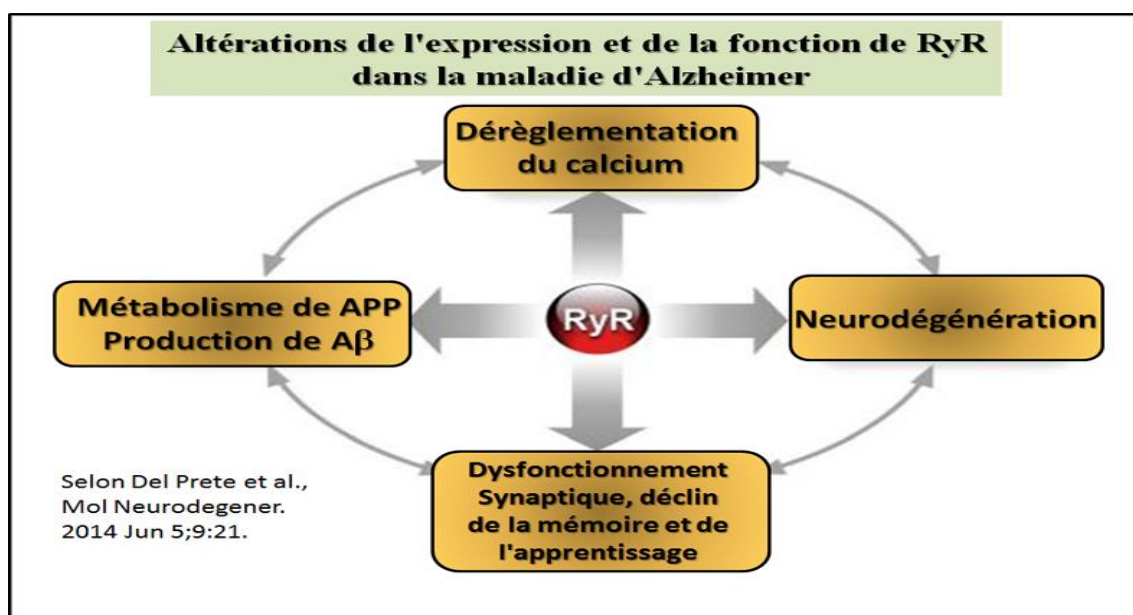 Altérations de l'expression et de la fonction de RyR
dans la maladie d'Alzheimer
Dérèglementation
du calcium
Métabolisme de APP
Production de Aβ
RyR
Neurodégénération
Dysfonctionnement
Synaptique, déclin
de la mémoire et de
l'apprentissage
Selon Del Prete et al.,
Mol Neurodegener.
2014 Jun 5;9:21.